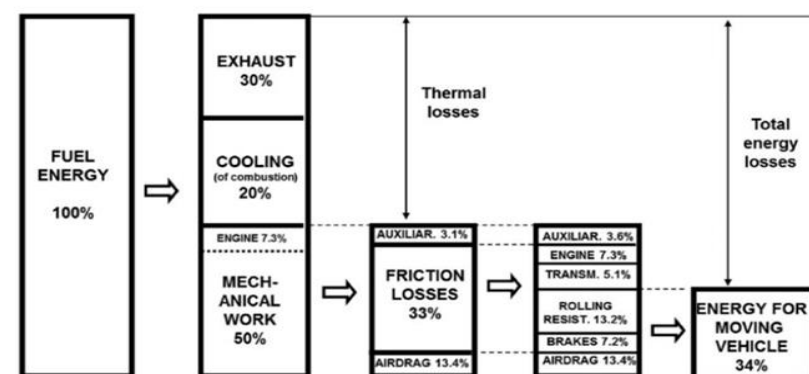 FUEL
ENERGY
100%
EXHAUST
30%
COOLING
(of combustion)
20%
ENGINE 7.3%
MECH-
ANICAL
WORK
50%
Thermal
losses
AUXILIAR. 3.1%
FRICTION
LOSSES
33%
AIRDRAG 13.4%
AUXILIAR. 3.6%
ENGINE 7.3%
TRANSM. 5.1%
ROLLING
RESIST. 13.2%
BRAKES 7.2%
AIRDRAG 13.4%
Total
energy
losses
ENERGY FOR
MOVING
VEHICLE
34%